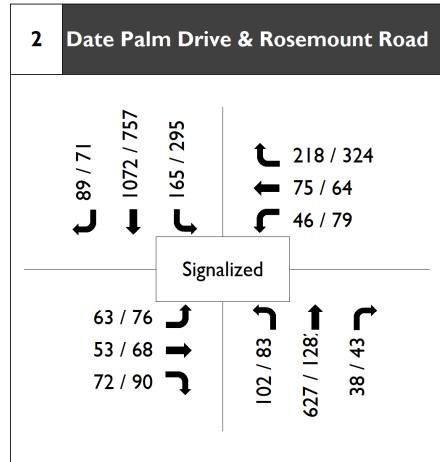 2 Date Palm Drive & Rosemount Road
89 / 71
1072 / 757
165 / 295
218 / 324
75 / 64
46 / 79
Signalized
63 / 76
53 / 68
72 / 90
102 / 83
627 / 128
38 / 43